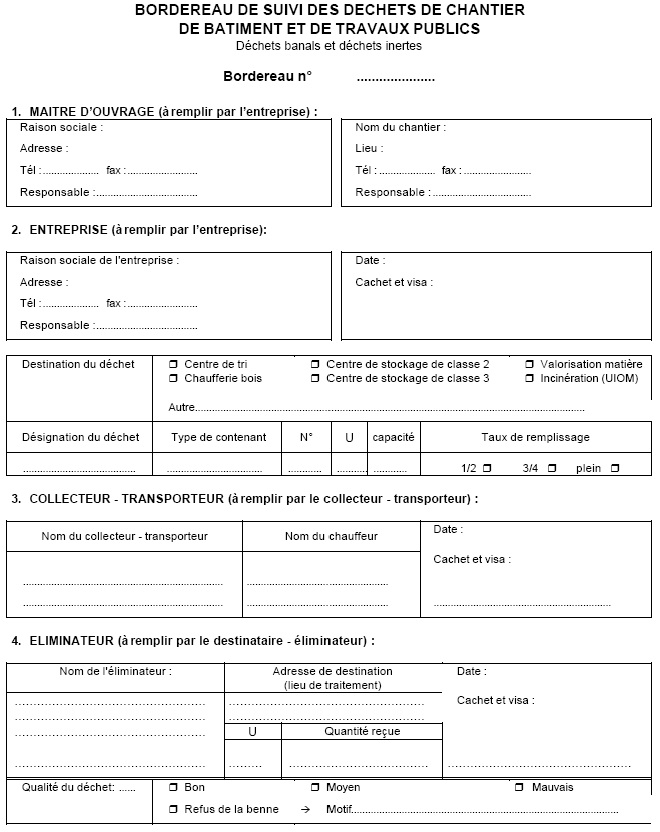 BORDEREAU DE SUIVI DES DECHETS DE CHANTIER
DE BATIMENT ET DE TRAVAUX PUBLICS
Déchets banals et déchets inertes
Bordereau n° .....................
1. MAITRE D'OUVRAGE (à remplir par l'entreprise) :
Raison sociale :
Adresse :
Tél :.................... fax :.........................
Responsable :....................................
Nom du chantier :
Lieu :
Tél :.................... fax :.........................
Responsable :...................................
2. ENTREPRISE (à remplir par l'entreprise):
Raison sociale de l'entreprise :
Adresse :
Tél :.................... fax :.........................
Responsable :....................................
Date :
Cachet et visa :
Destination du déchet
❒ Centre de tri ❒ Centre de stockage de classe 2 ❒ Valorisation matière
❒ Chaufferie bois ❒ Centre de stockage de classe 3 ❒ Incinération (UIOM)
Autre..........................................................................................................................................
Désignation du déchet Type de contenant N° U capacité Taux de remplissage
........................................ .................................. ............ ........... ............ 1/2 ❒ 3/4 ❒ plein ❒
3. COLLECTEUR - TRANSPORTEUR (à remplir par le collecteur - transporteur) :
Nom du collecteur - transporteur Nom du chauffeur
....................................................................... ..................................................
....................................................................... ..................................................
Date :
Cachet et visa :
...............................................................
4. ELIMINATEUR (à remplir par le destinataire - éliminateur) :
Nom de l'éliminateur :
......................................................
......................................................
......................................................
Adresse de destination
(lieu de traitement)
.......................................................
.......................................................
U Quantité reçue
......... .......................................
Date :
Cachet et visa :
....................................................
Qualité du déchet: ...... ❒ Bon ❒ Moyen ❒ Mauvais
❒ Refus de la benne → Motif...............................................................................................